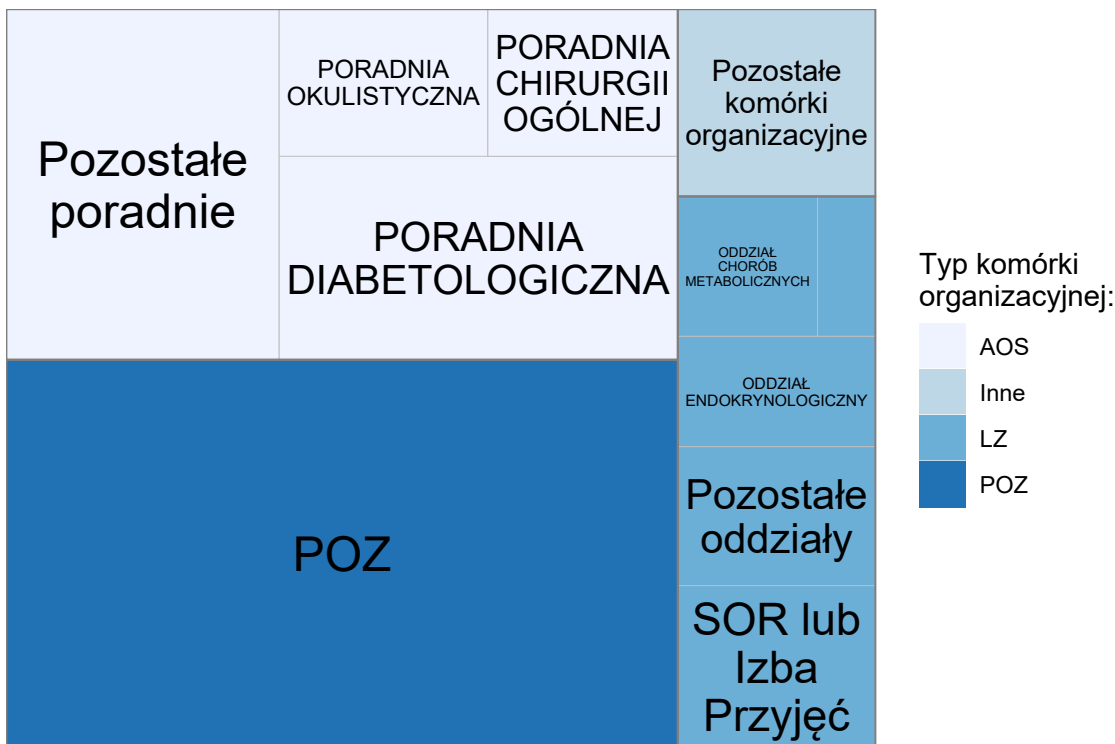 Pozostałe
poradnie
PORADNIA
OKULISTYCZNA
PORADNIA
CHIRURGII
OGÓLNEJ
PORADNIA
DIABETOLOGICZNA
POZ
Pozostałe
komórki
organizacyjne
ODDZIAŁ
CHORÓB
METABOLICZNYCH
ODDZIAŁ
ENDOKRYNOLOGICZNY
Pozostałe
oddziały
SOR lub
Izba
Przyjęć
Typ komórki
organizacyjnej:
AOS
Inne
LZ
POZ